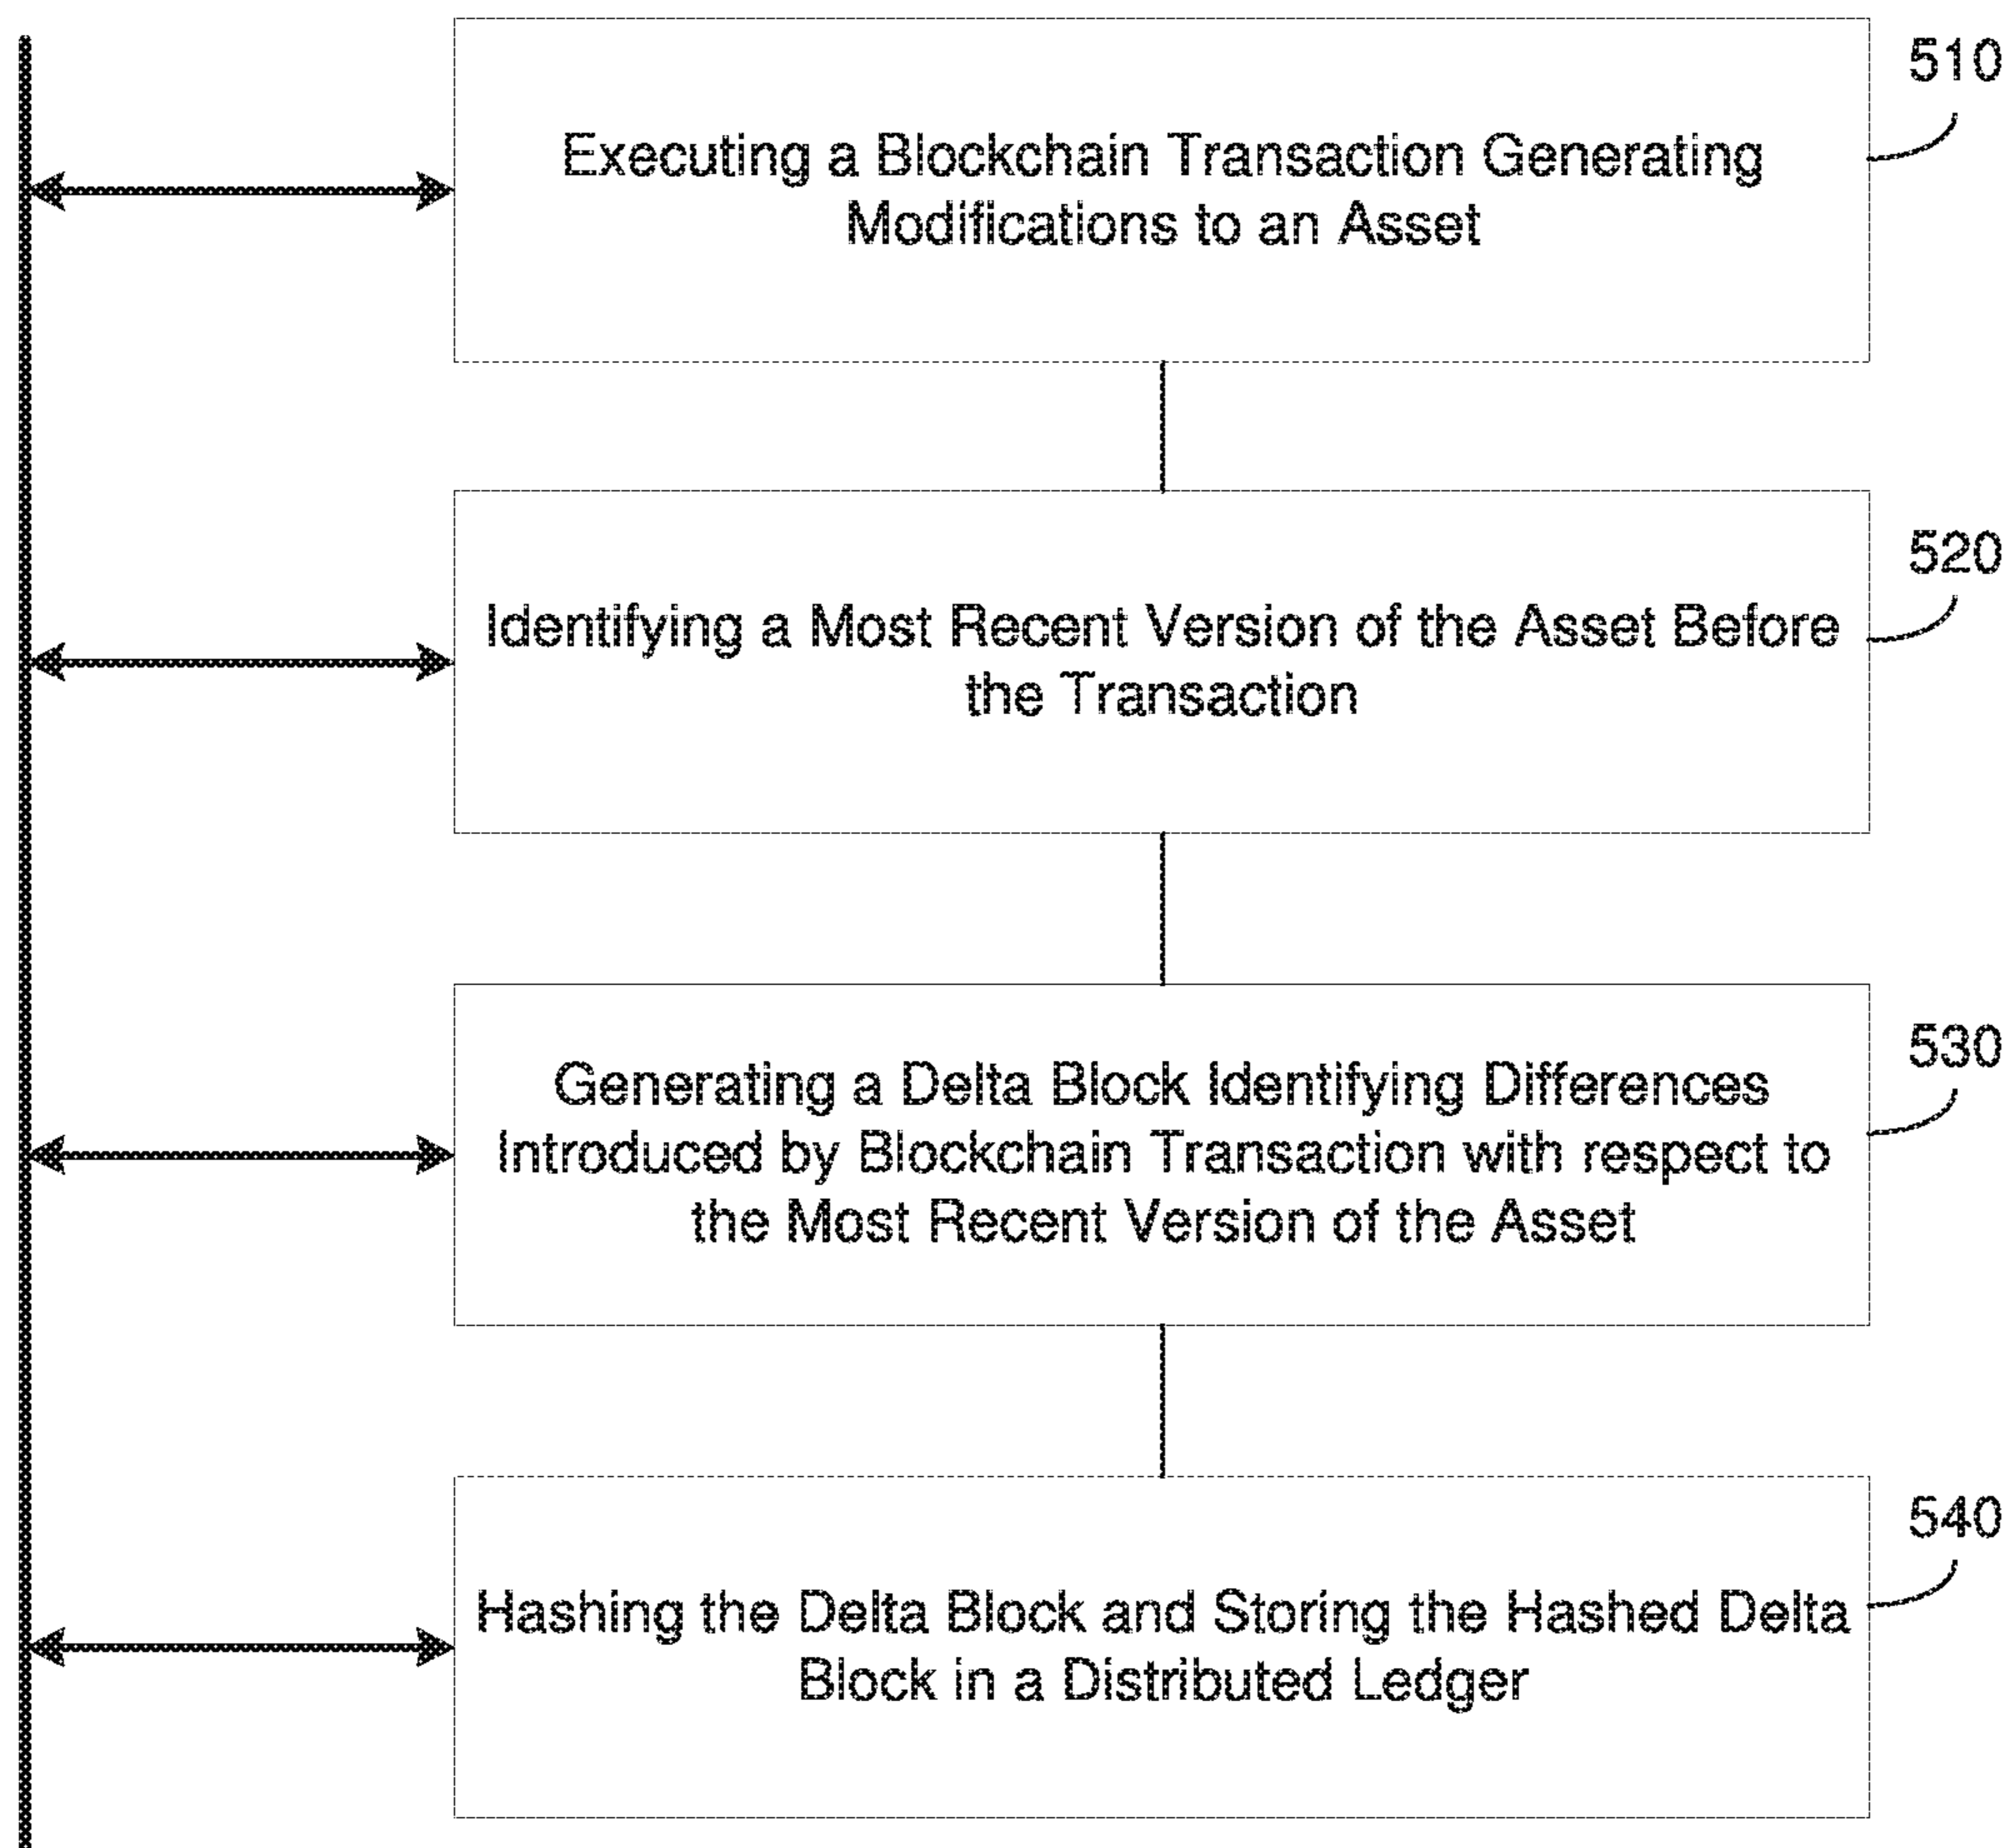 510
Executing a Blockchain Transaction Generating
Modifications to an Asset
520
Identifying a Most Recent Version of the Asset Before
the Transaction
530
Generating a Delta Block Identifying Differences
Introduced by Blockchain Transaction with respect to
the Most Recent Version of the Asset
540
Hashing the Delta Block and Storing the Hashed Delta
Block in a Distributed Ledger